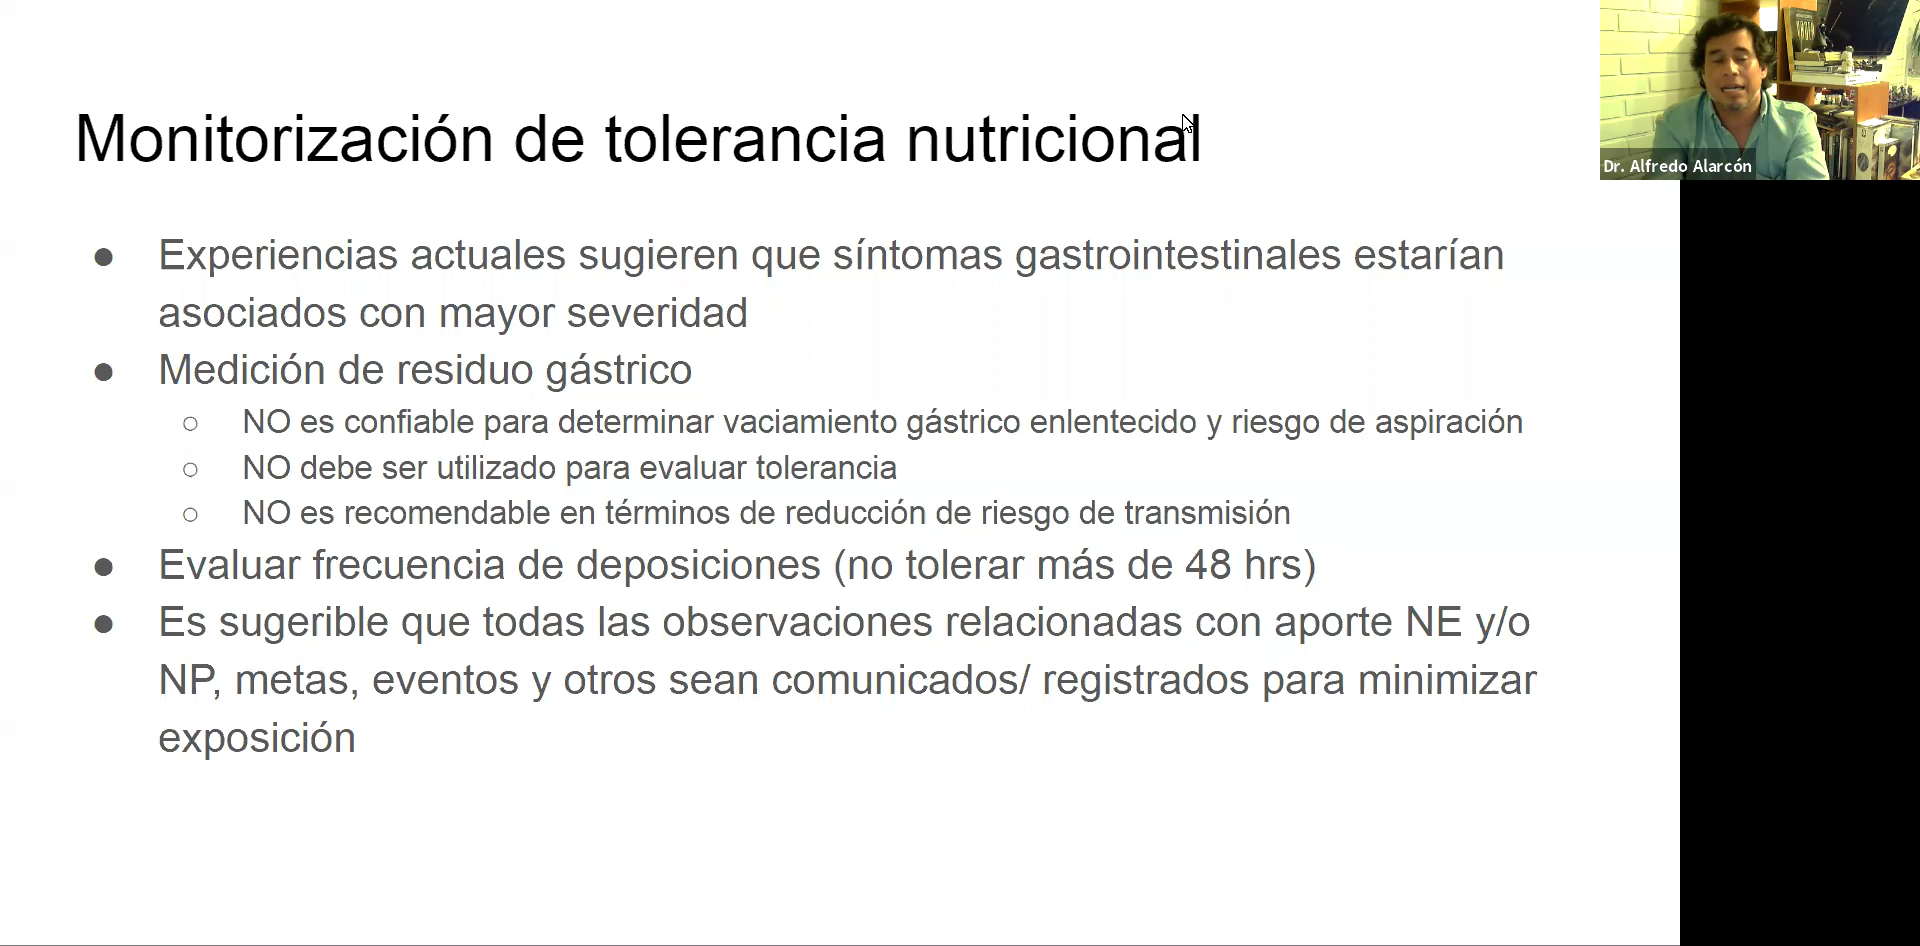 Monitorización de tolerancia nutricional
Dr. Alfredo Alarcón
● Experiencias actuales sugieren que síntomas gastrointestinales estarían
asociados con mayor severidad
● Medición de residuo gástrico
○ NO es confiable para determinar vaciamiento gástrico enlentecido y riesgo de aspiración
○ NO debe ser utilizado para evaluar tolerancia
○ NO es recomendable en términos de reducción de riesgo de transmisión
● Evaluar frecuencia de deposiciones (no tolerar más de 48 hrs)
● Es sugerible que todas las observaciones relacionadas con aporte NE y/o
NP, metas, eventos y otros sean comunicados/ registrados para minimizar
exposición